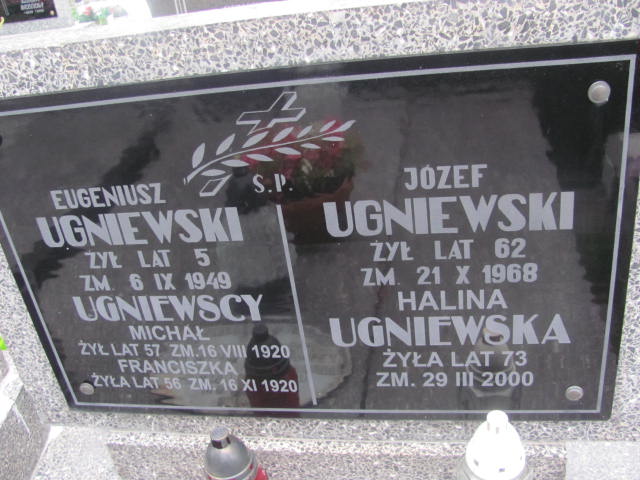 Ś.P.
EUGENIUSZ
UGNIEWSKI
ŻYŁ LAT 5
ZM. 6 IX 1949
UGNIEWSCY
MICHAŁ
ŻYŁ LAT 57 ZM. 16 VIII 1920
FRANCISZKA
ŻYŁA LAT 56 ZM. 16 XI 1920
JÓZEF
UGNIEWSKI
ŻYŁ LAT 62
ZM. 21 X 1968
HALINA
UGNIEWSKA
ŻYŁA LAT 73
ZM. 29 III 2000